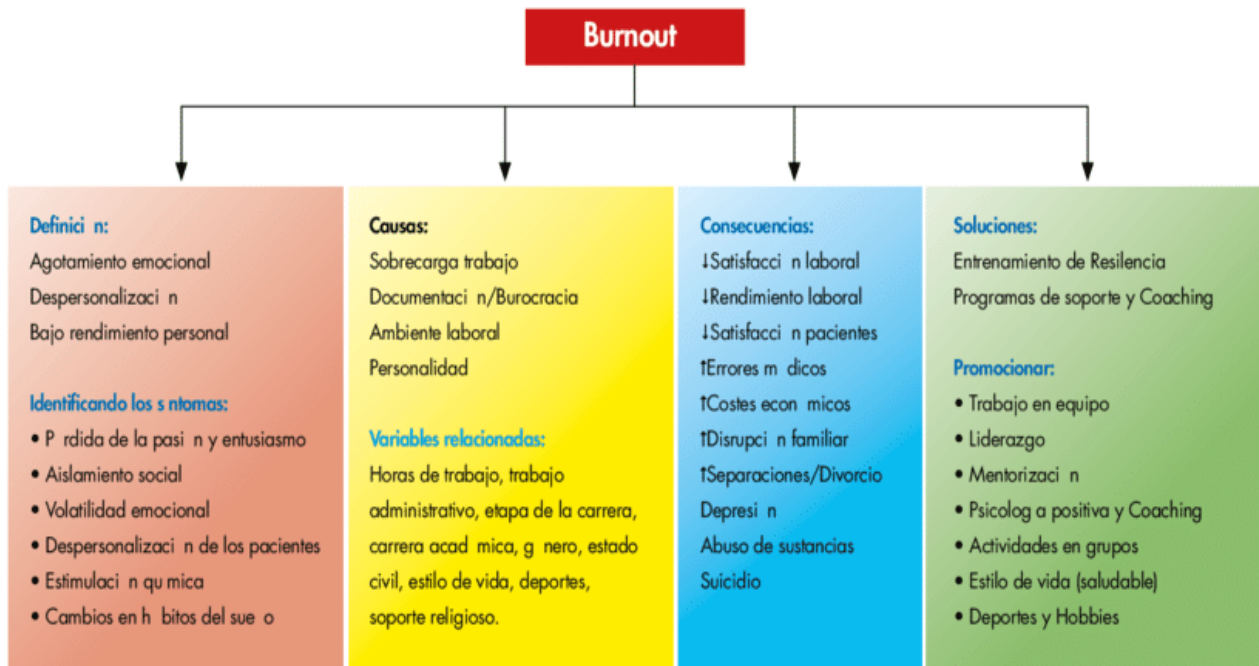 Burnout
Definici n:
Agotamiento emocional
Despersonalizaci n
Bajo rendimiento personal
Identificando los s ntomas:
• P rdida de la pasi n y entusiasmo
• Aislamiento social
• Volatilidad emocional
• Despersonalizaci n de los pacientes
• Estimulaci n qu mica
• Cambios en h bitos del sue o
Causas:
Sobrecarga trabajo
Documentaci n/Burocracia
Ambiente laboral
Personalidad
Variables relacionadas:
Horas de trabajo, trabajo
administrativo, etapa de la carrera,
carrera acad mica, g nero, estado
civil, estilo de vida, deportes,
soporte religioso.
Consecuencias:
↓Satisfacci n laboral
↓Rendimiento laboral
↓Satisfacci n pacientes
↑Errores m dicos
↑Costes econ micos
↑Disrupci n familiar
↑Separaciones/Divorcio
Depresi n
Abuso de sustancias
Suicidio
Soluciones:
Entrenamiento de Resilencia
Programas de soporte y Coaching
Promocionar:
• Trabajo en equipo
• Liderazgo
• Mentorizaci n
• Psicolog a positiva y Coaching
• Actividades en grupos
• Estilo de vida (saludable)
• Deportes y Hobbies